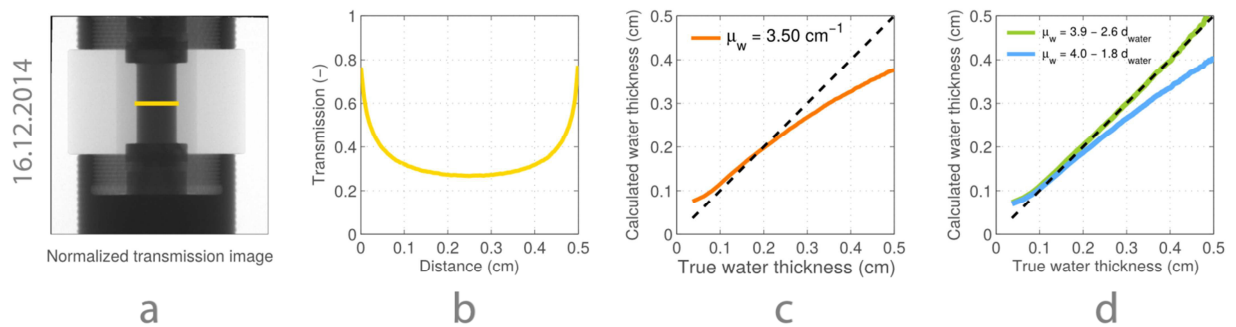 16.12.2014
Normalized transmission image
a
Transmission (–)
1
0.8
0.6
0.4
0.2
0
0 0.1 0.2 0.3 0.4 0.5
Distance (cm)
b
Calculated water thickness (cm)
0.5
0.4
0.3
0.2
0.1
0
μw = 3.50 cm⁻¹
0 0.1 0.2 0.3 0.4 0.5
True water thickness (cm)
c
Calculated water thickness (cm)
0.5
0.4
0.3
0.2
0.1
0
μw = 3.9 – 2.6 dwater
μw = 4.0 – 1.8 dwater
0 0.1 0.2 0.3 0.4 0.5
True water thickness (cm)
d